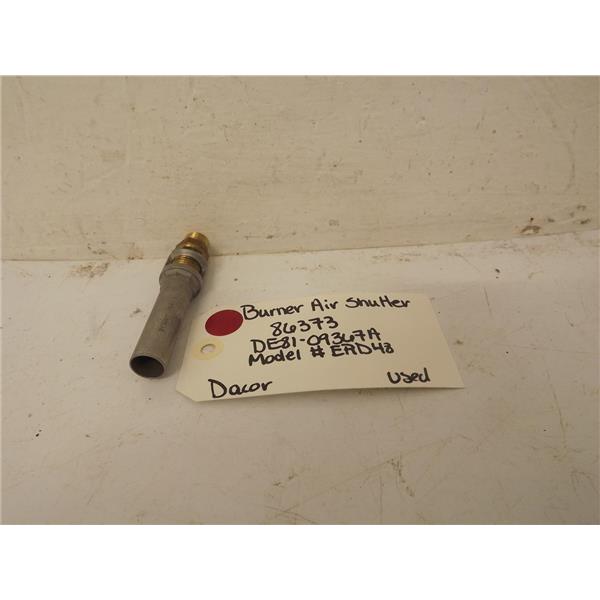 Burner Air Shutter
86373
DE81-09367A
Model # ERD48
Dacor
Used